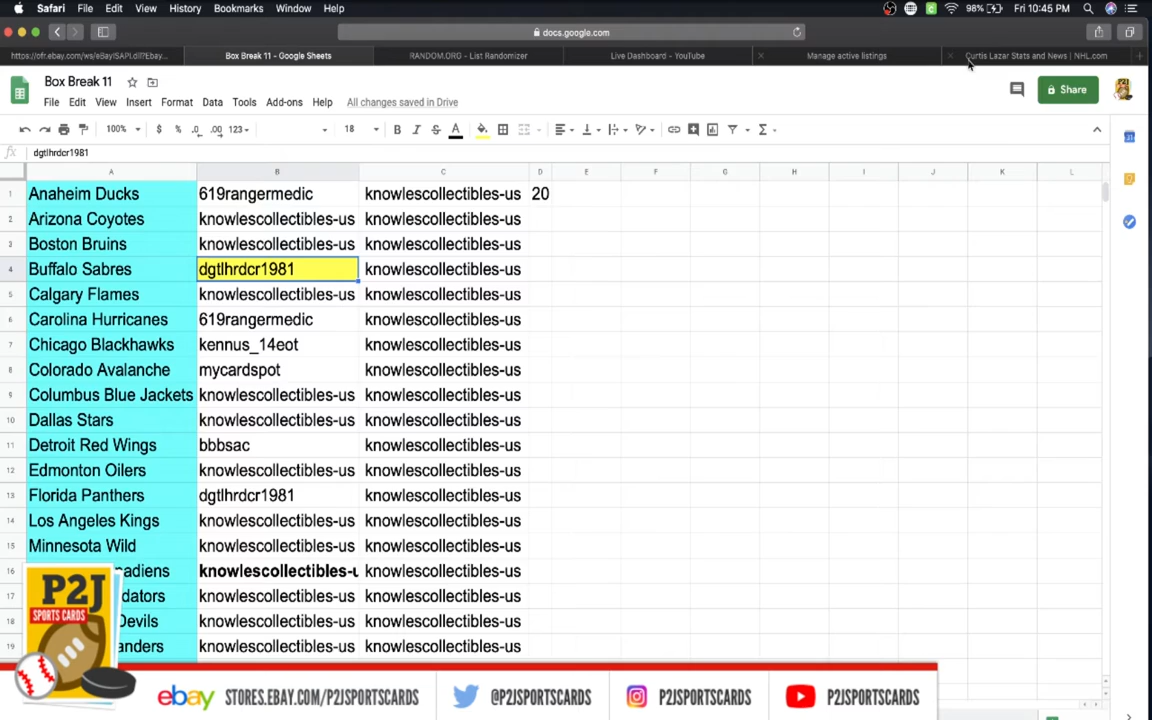 Safari File Edit View History Bookmarks Window Help 98% Fri 10:45 PM
docs.google.com
https://ofr.ebay.com/ws/eBayISAPI.dll?Ebay... Box Break 11 - Google Sheets RANDOM.ORG - List Randomizer Live Dashboard - YouTube Manage active listings Curtis Lazar Stats and News | NHL.com
Box Break 11
File Edit View Insert Format Data Tools Add-ons Help All changes saved in Drive
Share
100% $ % .0 .00 123 18 B I S A
fx dgtlhrdcr1981
A B C D E F G H I J K L
1 Anaheim Ducks 619rangermedic knowlescollectibles-us 20
2 Arizona Coyotes knowlescollectibles-us knowlescollectibles-us
3 Boston Bruins knowlescollectibles-us knowlescollectibles-us
4 Buffalo Sabres dgtlhrdcr1981 knowlescollectibles-us
5 Calgary Flames knowlescollectibles-us knowlescollectibles-us
6 Carolina Hurricanes 619rangermedic knowlescollectibles-us
7 Chicago Blackhawks kennus_14eot knowlescollectibles-us
8 Colorado Avalanche mycardspot knowlescollectibles-us
9 Columbus Blue Jackets knowlescollectibles-us knowlescollectibles-us
10 Dallas Stars knowlescollectibles-us knowlescollectibles-us
11 Detroit Red Wings bbbsac knowlescollectibles-us
12 Edmonton Oilers knowlescollectibles-us knowlescollectibles-us
13 Florida Panthers dgtlhrdcr1981 knowlescollectibles-us
14 Los Angeles Kings knowlescollectibles-us knowlescollectibles-us
15 Minnesota Wild knowlescollectibles-us knowlescollectibles-us
16 nadiens knowlescollectibles-u knowlescollectibles-us
17 dators knowlescollectibles-us knowlescollectibles-us
18 Devils knowlescollectibles-us knowlescollectibles-us
19 anders knowlescollectibles-us knowlescollectibles-us
P2J
SPORTS CARDS
ebay STORES.EBAY.COM/P2JSPORTSCARDS @P2JSPORTSCARDS P2JSPORTSCARDS P2JSPORTSCARDS